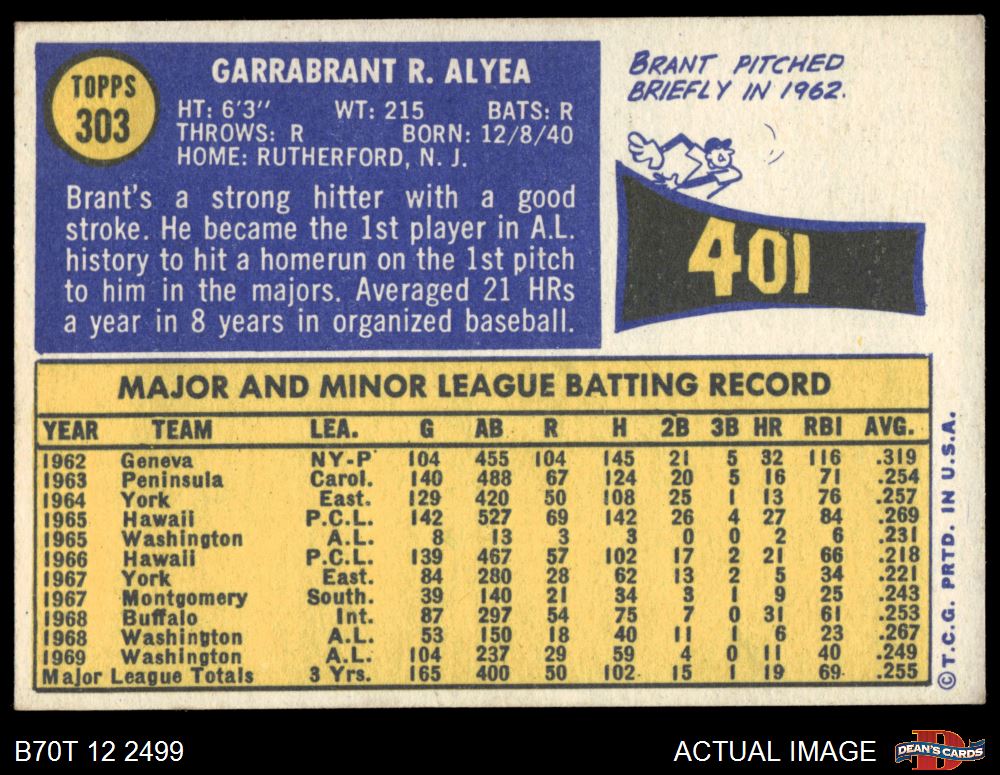 TOPPS
303
GARRABRANT R. ALYEA
HT: 6'3" WT: 215 BATS: R
THROWS: R BORN: 12/8/40
HOME: RUTHERFORD, N. J.
Brant's a strong hitter with a good
stroke. He became the 1st player in A.L.
history to hit a homerun on the 1st pitch
to him in the majors. Averaged 21 HRs
a year in 8 years in organized baseball.
BRANT PITCHED
BRIEFLY IN 1962.
401
MAJOR AND MINOR LEAGUE BATTING RECORD
YEAR TEAM LEA. G AB R H 2B 3B HR RBI AVG.
1962 Geneva NY-P 104 455 104 145 21 5 32 116 .319
1963 Peninsula Carol. 140 488 67 124 20 5 16 71 .254
1964 York East. 129 420 50 108 25 1 13 76 .257
1965 Hawaii P.C.L. 142 527 69 142 26 4 27 84 .269
1965 Washington A.L. 8 13 3 3 0 0 2 6 .231
1966 Hawaii P.C.L. 139 467 57 102 17 2 21 66 .218
1967 York East. 84 280 28 62 13 2 5 34 .221
1967 Montgomery South. 39 140 21 34 3 1 9 25 .243
1968 Buffalo Int. 87 297 54 75 7 0 31 61 .253
1968 Washington A.L. 53 150 18 40 11 1 6 23 .267
1969 Washington A.L. 104 237 29 59 4 0 11 40 .249
Major League Totals 3 Yrs. 165 400 50 102 15 1 19 69 .255
©T.C.G. PRTD. IN U.S.A.
B70T 12 2499
ACTUAL IMAGE
DEAN'S CARDS